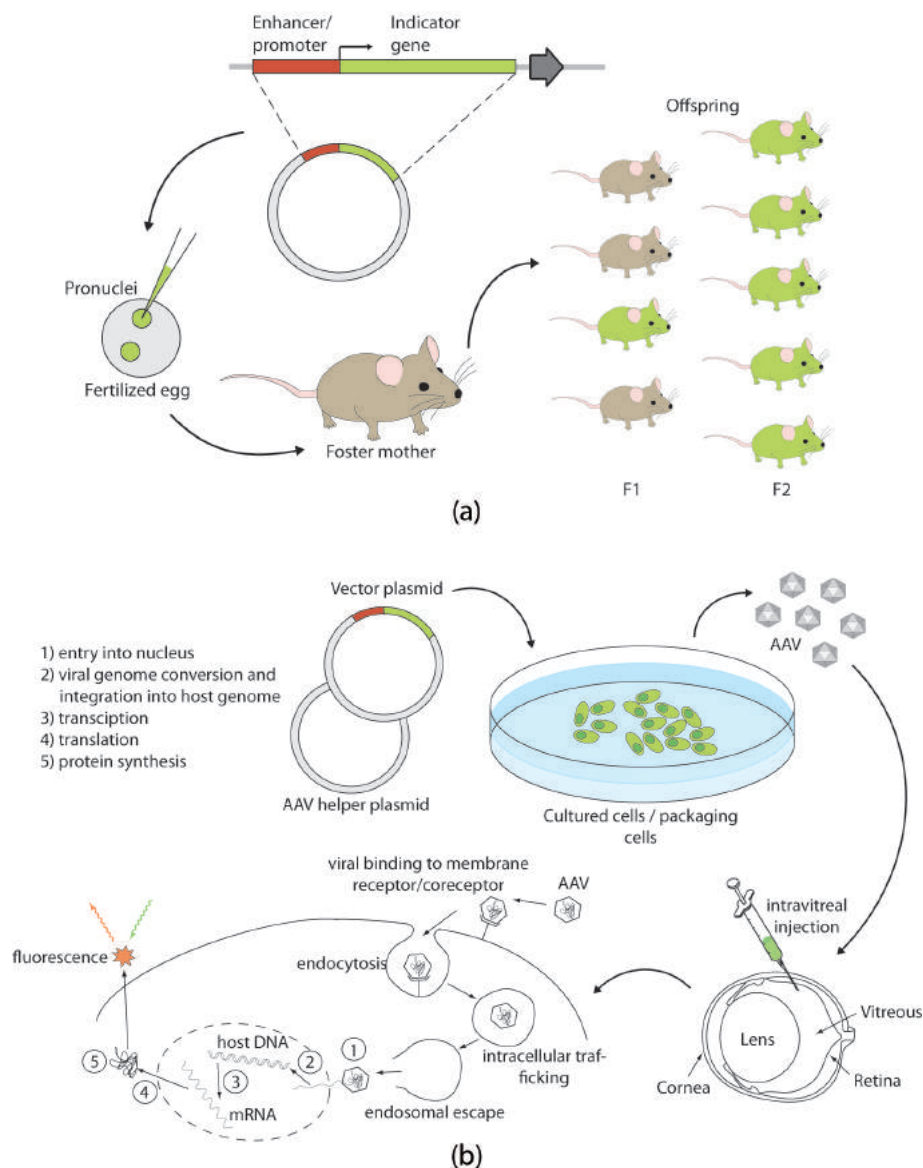 Enhancer/
promoter
Indicator
gene
Offspring
Pronuclei
Fertilized egg
Foster mother
F1
F2
(a)
Vector plasmid
1) entry into nucleus
2) viral genome conversion and
integration into host genome
3) transciption
4) translation
5) protein synthesis
AAV helper plasmid
AAV
Cultured cells / packaging
cells
viral binding to membrane
receptor/coreceptor
AAV
intravitreal
injection
fluorescence
endocytosis
Vitreous
Lens
host DNA
1
2
intracellular traf-
ficking
5
3
4
mRNA
endosomal escape
Cornea
Retina
(b)